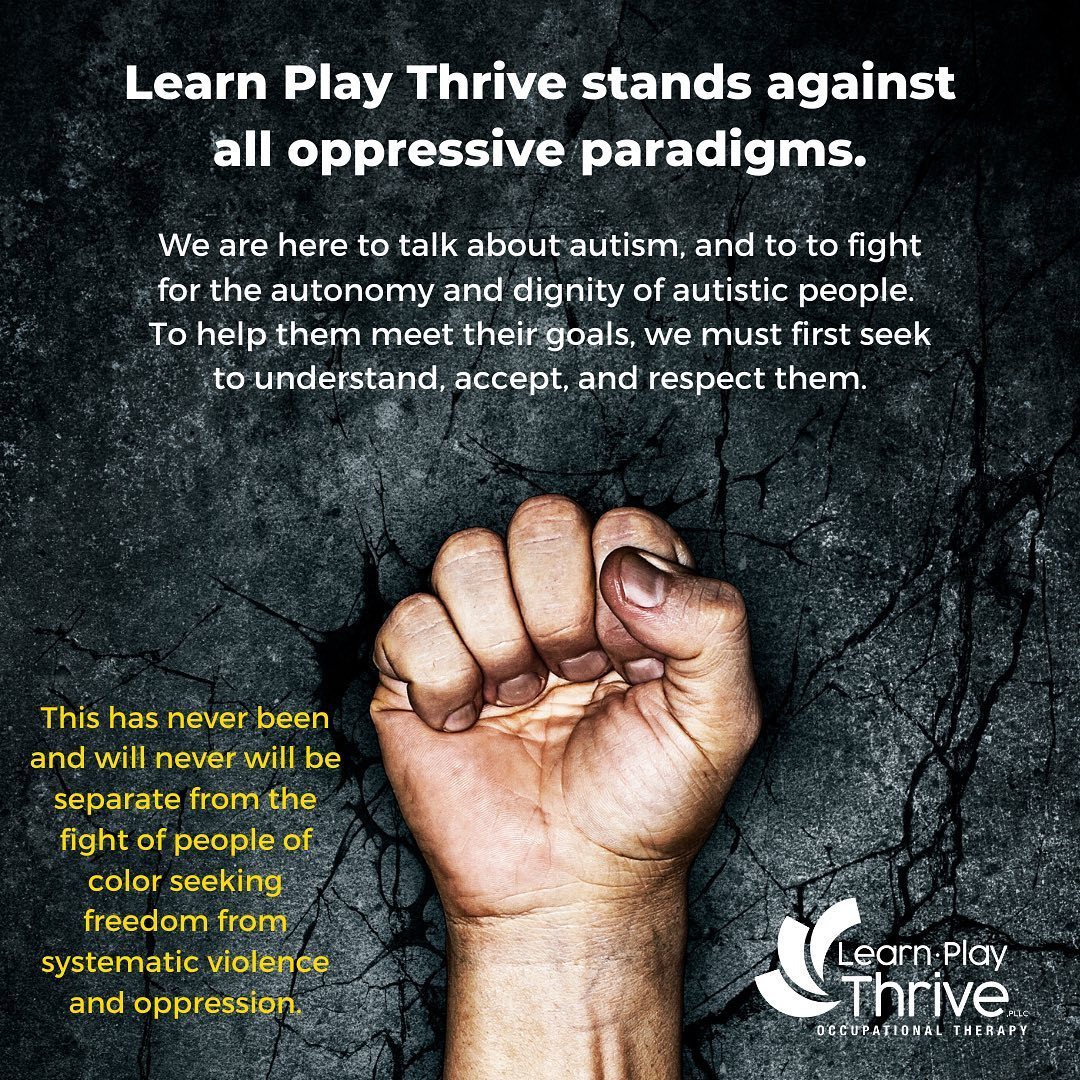 Learn Play Thrive stands against
all oppressive paradigms.
We are here to talk about autism, and to to fight
for the autonomy and dignity of autistic people.
To help them meet their goals, we must first seek
to understand, accept, and respect them.
This has never been
and will never will be
separate from the
fight of people of
color seeking
freedom from
systematic violence
and oppression.
Learn·Play
Thrive PLLC
OCCUPATIONAL THERAPY